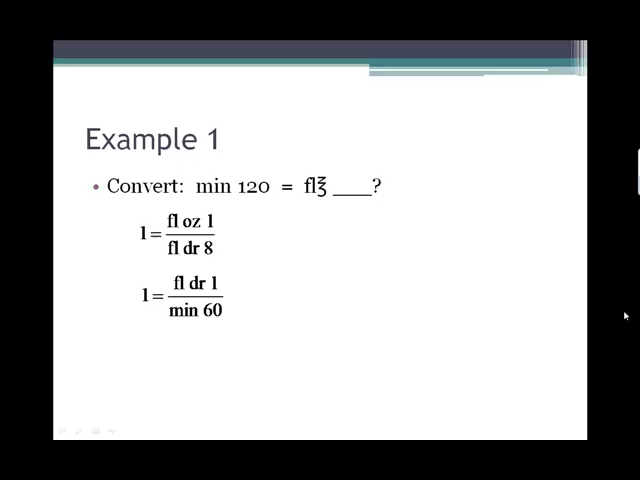 Example 1
• Convert: min 120 = fl℥ ___?
1 = fl oz 1 / fl dr 8
1 = fl dr 1 / min 60